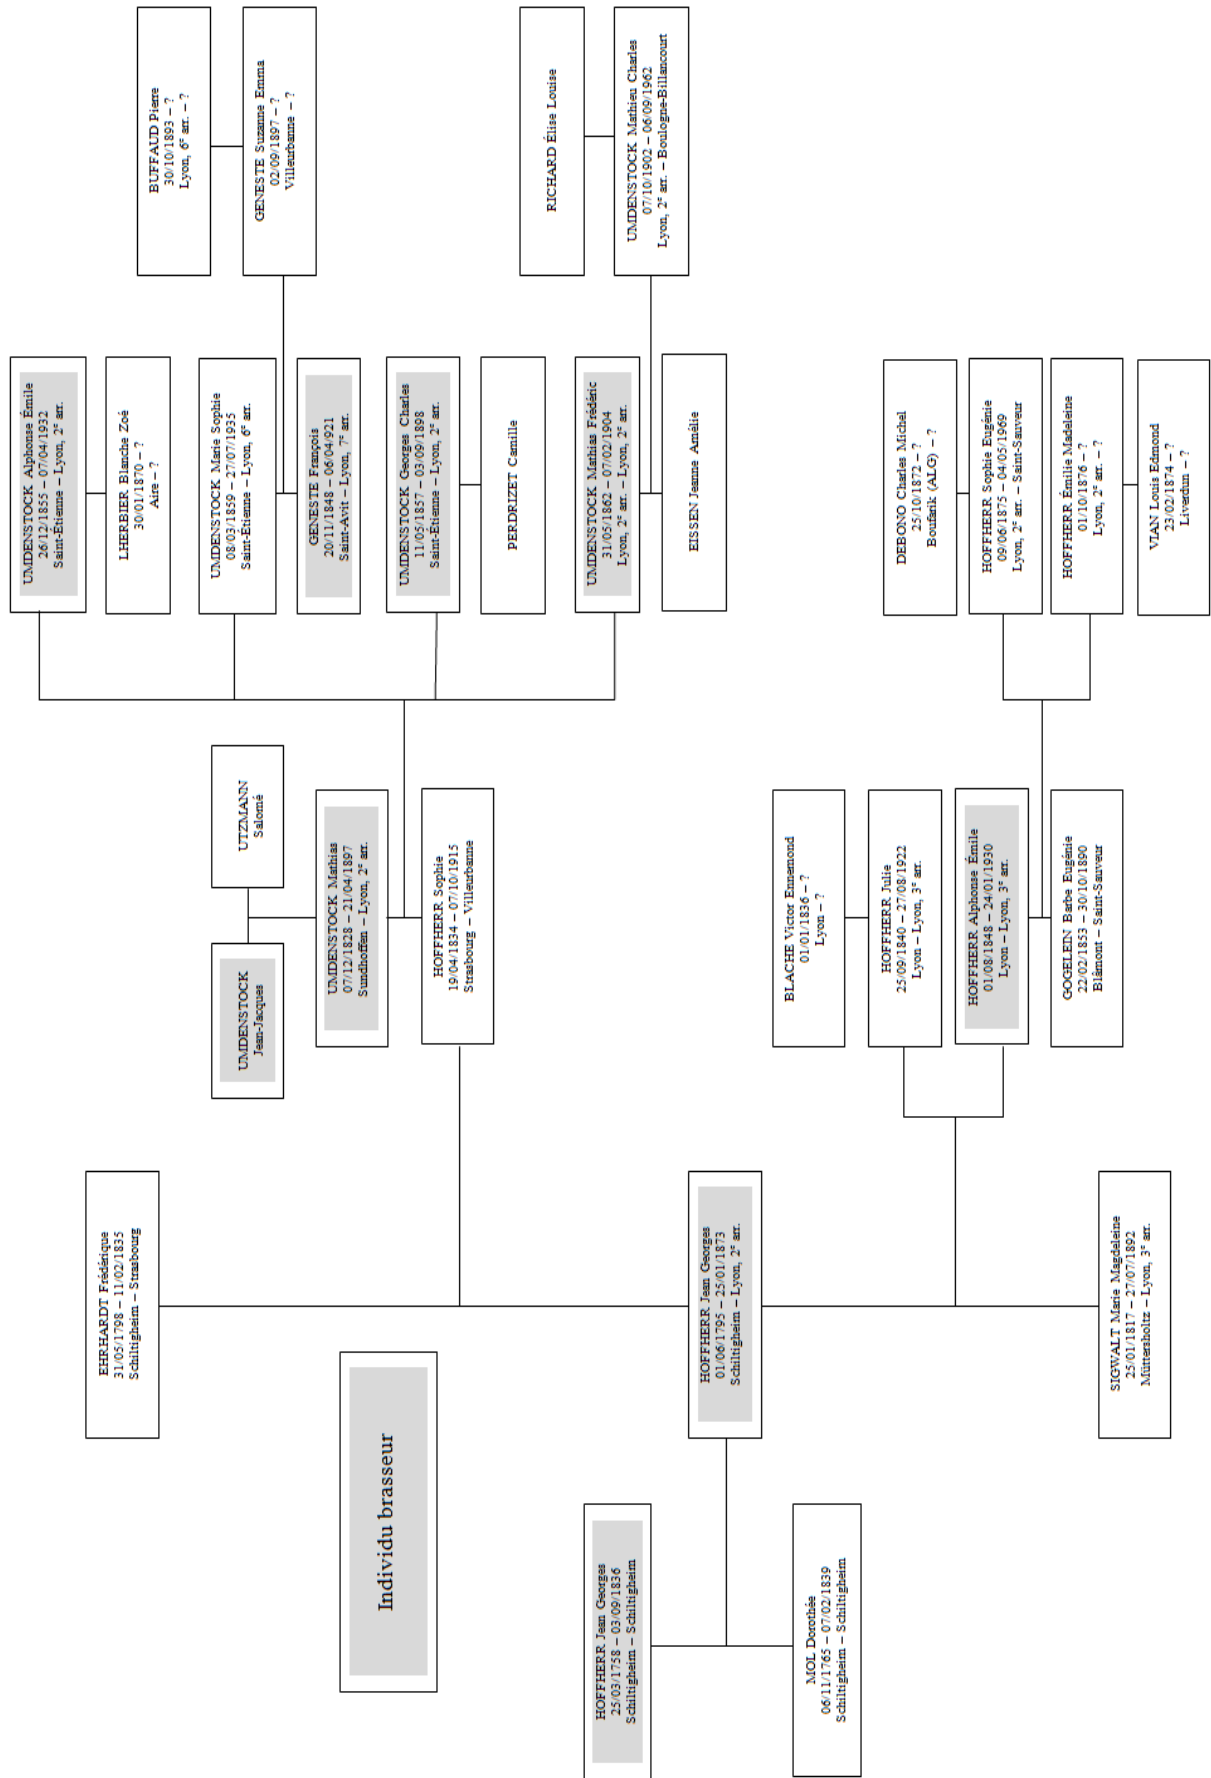 HOFFHERR Jean Georges
25/03/1758 – 03/09/1836
Schiltigheim – Schiltigheim
MOL Dorothée
06/11/1765 – 07/02/1839
Schiltigheim – Schiltigheim
Individu brasseur
EHRHARDT Frédérique
31/05/1798 – 11/02/1835
Schiltigheim – Strasbourg
HOFFHERR Jean Georges
01/06/1795 – 25/01/1873
Schiltigheim – Lyon, 2e arr.
SIGWALT Marie Magdeleine
25/01/1817 – 27/07/1892
Müttersholtz – Lyon, 3e arr.
UMDENSTOCK
Jean-Jacques
UTZMANN
Salomé
UMDENSTOCK Mathias
07/12/1828 – 21/04/1897
Sundhoffen – Lyon, 2e arr.
HOFFHERR Sophie
19/04/1834 – 07/10/1915
Strasbourg – Villeurbanne
BLACHE Victor Ennemond
01/01/1836 – ?
Lyon – ?
HOFFHERR Julie
25/09/1840 – 27/08/1922
Lyon – Lyon, 3e arr.
HOFFHERR Alphonse Émile
01/08/1848 – 24/01/1930
Lyon – Lyon, 3e arr.
GOGELEIN Barbe Eugénie
22/02/1853 – 30/10/1890
Blâmont – Saint-Sauveur
UMDENSTOCK Alphonse Émile
26/12/1855 – 07/04/1932
Saint-Étienne – Lyon, 2e arr.
LHERBIER Blanche Zoé
30/01/1870 – ?
Aire – ?
UMDENSTOCK Marie Sophie
08/03/1859 – 27/07/1935
Saint-Étienne – Lyon, 6e arr.
GENESTE François
20/11/1848 – 06/04/921
Saint-Avit – Lyon, 7e arr.
UMDENSTOCK Georges Charles
11/05/1857 – 03/09/1898
Saint-Étienne – Lyon, 2e arr.
PERDRIZET Camille
UMDENSTOCK Mathias Frédéric
31/05/1862 – 07/02/1904
Lyon, 2e arr. – Lyon, 2e arr.
EISSEN Jeanne Amélie
DEBONO Charles Michel
25/10/1872 – ?
Boufarik (ALG) – ?
HOFFHERR Sophie Eugénie
09/06/1875 – 04/05/1969
Lyon, 2e arr. – Saint-Sauveur
HOFFHERR Émilie Madeleine
01/10/1876 – ?
Lyon, 2e arr. – ?
VIAN Louis Edmond
23/02/1874 – ?
Liverdun – ?
BUFFAUD Pierre
30/10/1893 – ?
Lyon, 6e arr. – ?
GENESTE Suzanne Emma
02/09/1897 – ?
Villeurbanne – ?
RICHARD Élise Louise
UMDENSTOCK Mathieu Charles
07/10/1902 – 06/09/1962
Lyon, 2e arr. – Boulogne-Billancourt